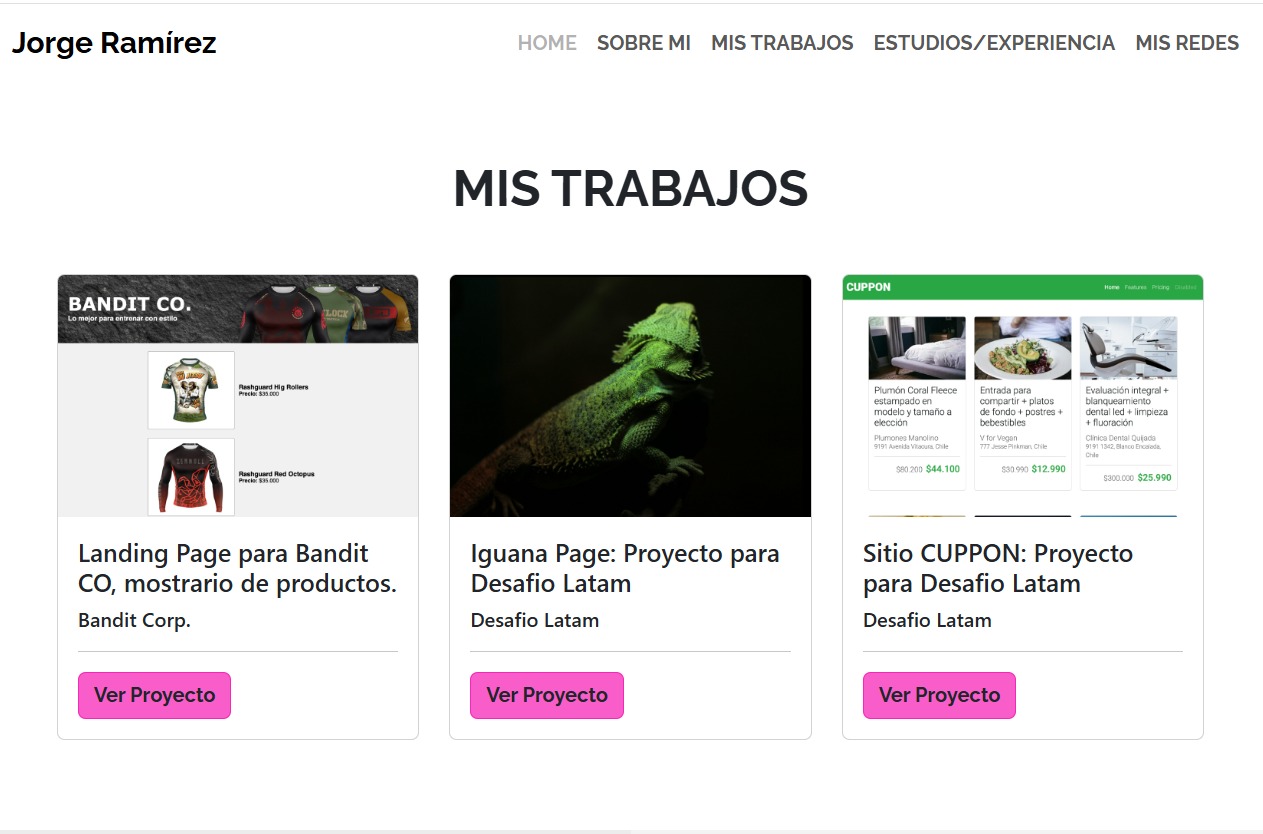 Jorge Ramírez
HOME SOBRE MI MIS TRABAJOS ESTUDIOS/EXPERIENCIA MIS REDES
MIS TRABAJOS
BANDIT CO.
Lo mejor para entrenar con estilo
Rashguard Hig Rollers
Precio: $35.000
Rashguard Red Octopus
Precio: $35.000
Landing Page para Bandit
CO, mostrario de productos.
Bandit Corp.
Ver Proyecto
Iguana Page: Proyecto para
Desafio Latam
Desafio Latam
Ver Proyecto
CUPPON
Home Features Pricing Disabled
Plumón Coral Fleece
estampado en
modelo y tamaño a
elección
Plumones Manolino
9191 Avenida Vitacura, Chile
$80.200 $44.100
Entrada para
compartir + platos
de fondo + postres +
bebestibles
V for Vegan
777 Jesse Pinkman, Chile
$30.990 $12.990
Evaluación integral +
blanqueamiento
dental led + limpieza
+ fluoración
Clínica Dental Quijada
9191 1342, Blanco Encalada,
Chile
$300.000 $25.990
Sitio CUPPON: Proyecto
para Desafio Latam
Desafio Latam
Ver Proyecto